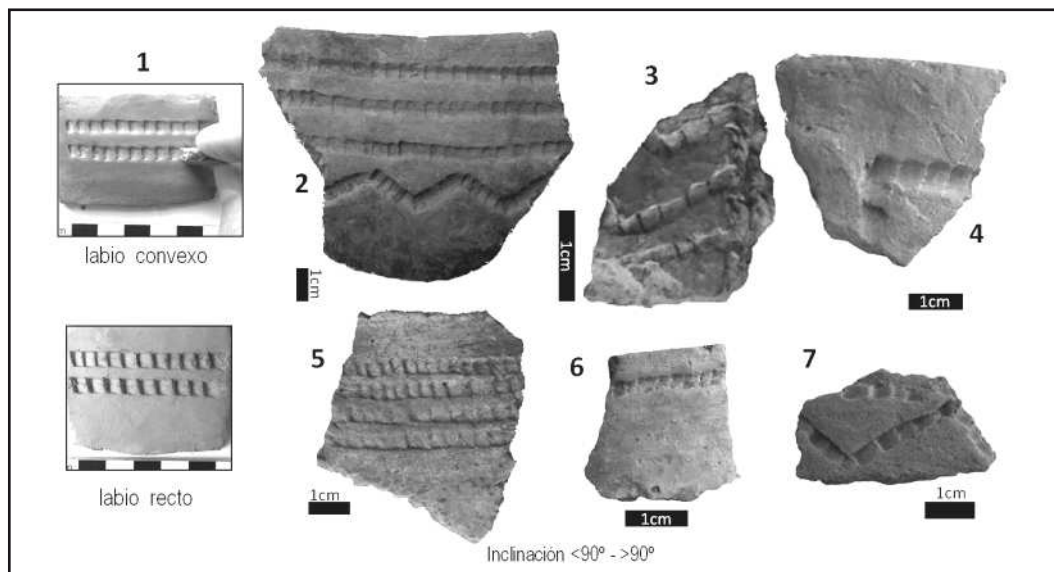 1
2
3
4
labio convexo
1cm
1cm
1cm
5
6
7
labio recto
1cm
1cm
1cm
Inclinación <90º - >90º